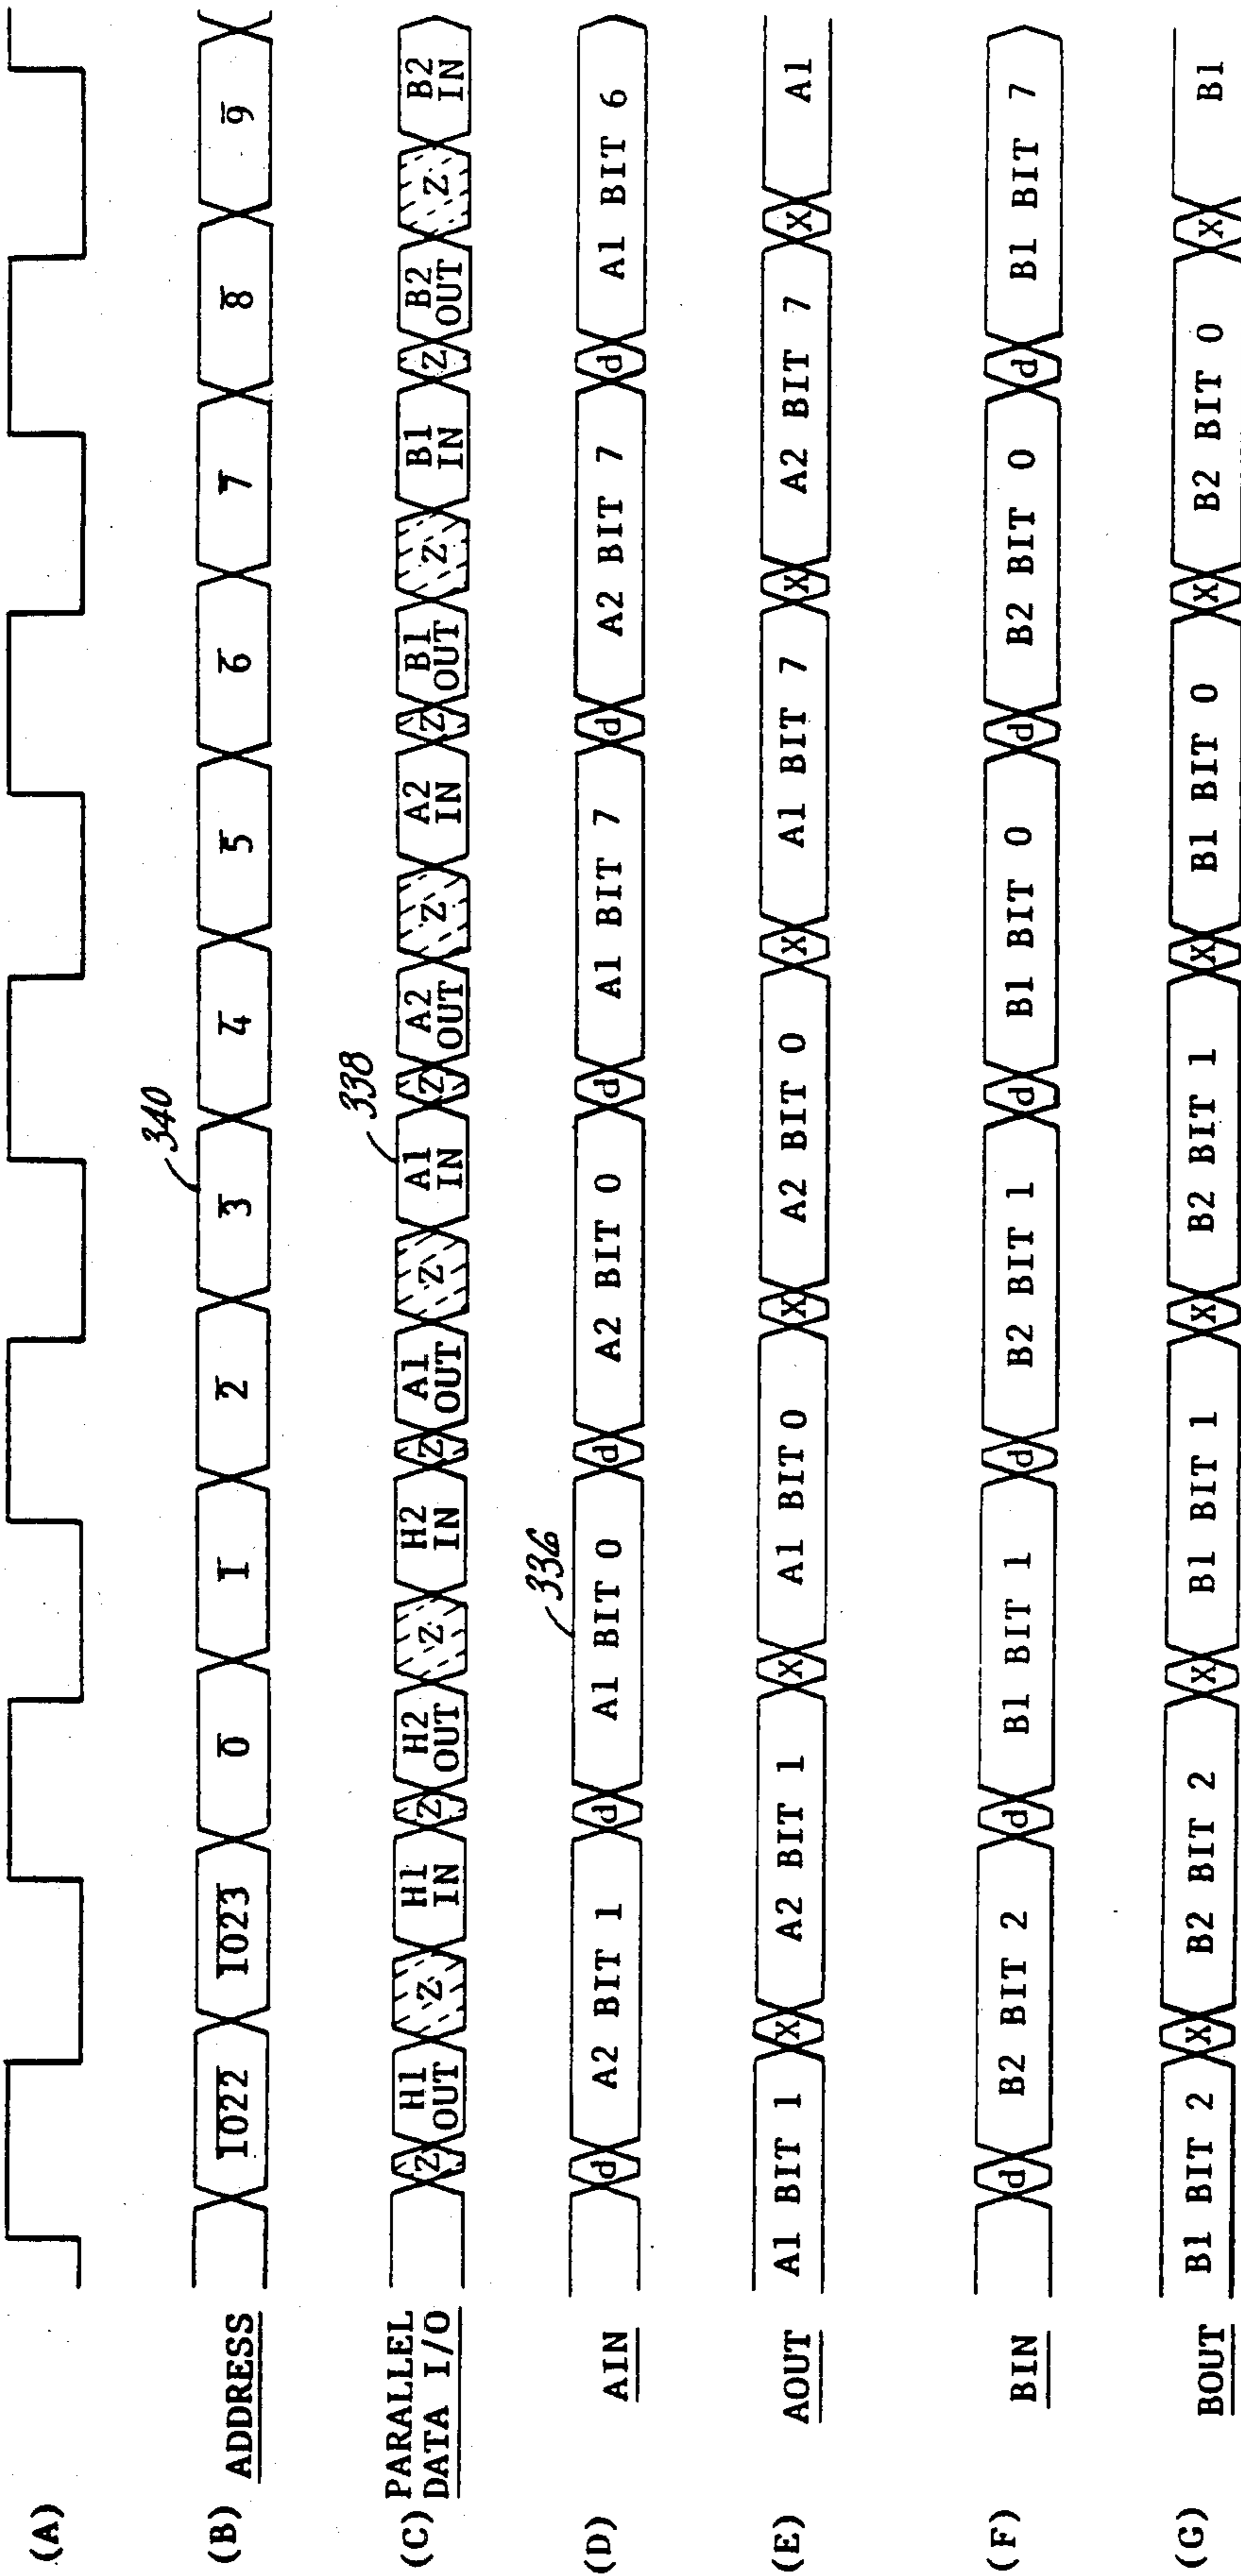 (A)
340
(B) ADDRESS 1022 1023 0 1 2 3 4 5 6 7 8 9
338
(C) PARALLEL Z H1 Z H1 Z H2 Z H2 Z A1 Z A1 Z A2 Z A2 Z B1 Z B1 Z B2 Z B2
DATA I/O OUT IN OUT IN OUT IN OUT IN OUT IN OUT IN
336
(D) AIN d A2 BIT 1 d A1 BIT 0 d A2 BIT 0 d A1 BIT 7 d A2 BIT 7 d A1 BIT 6
(E) AOUT A1 BIT 1 X A2 BIT 1 X A1 BIT 0 X A2 BIT 0 X A1 BIT 7 X A2 BIT 7 X A1
(F) BIN d B2 BIT 2 d B1 BIT 1 d B2 BIT 1 d B1 BIT 0 d B2 BIT 0 d B1 BIT 7
(G) BOUT B1 BIT 2 X B2 BIT 2 X B1 BIT 1 X B2 BIT 1 X B1 BIT 0 X B2 BIT 0 X B1